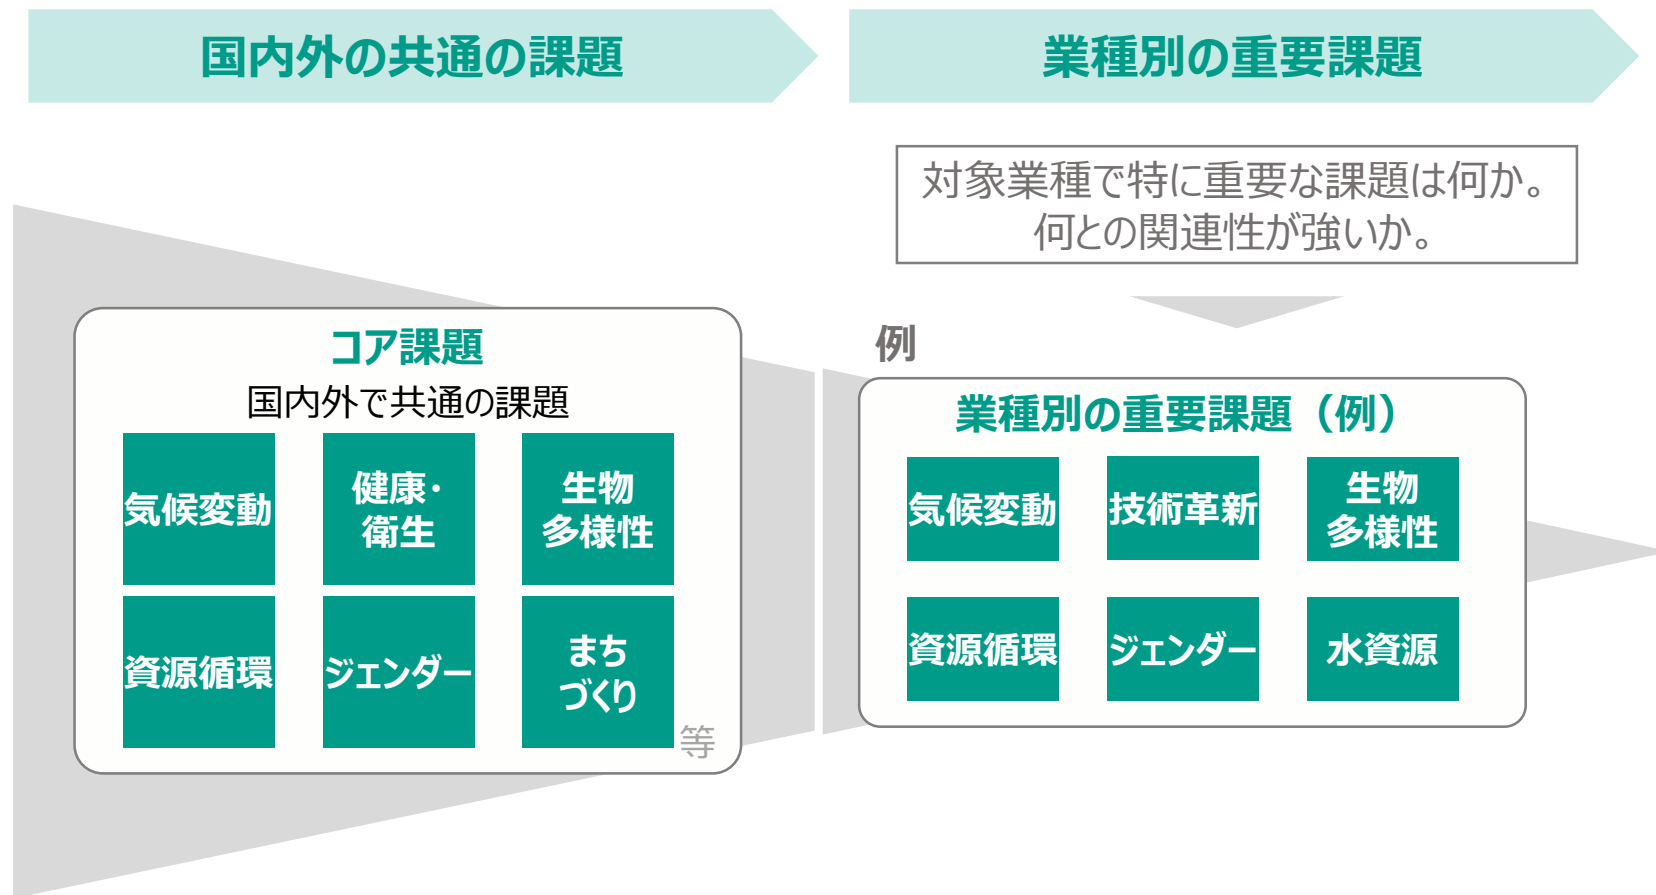 国内外の共通の課題
業種別の重要課題
対象業種で特に重要な課題は何か。
何との関連性が強いか。
コア課題
国内外で共通の課題
気候変動
健康・
衛生
生物
多様性
資源循環
ジェンダー
まち
づくり
等
例
業種別の重要課題（例）
気候変動
技術革新
生物
多様性
資源循環
ジェンダー
水資源